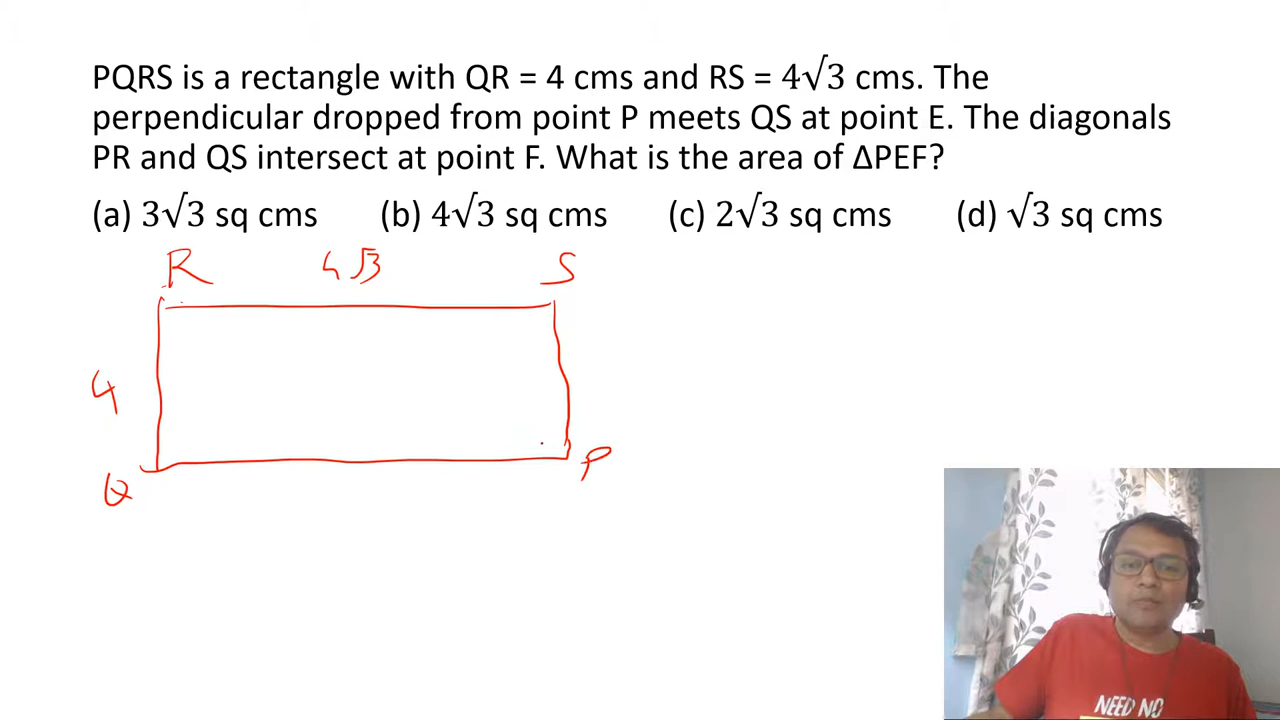 PQRS is a rectangle with QR = 4 cms and RS = 4√3 cms. The
perpendicular dropped from point P meets QS at point E. The diagonals
PR and QS intersect at point F. What is the area of ΔPEF?
(a) 3√3 sq cms (b) 4√3 sq cms (c) 2√3 sq cms (d) √3 sq cms
R 4√3 S
4
Q P
NEED NO